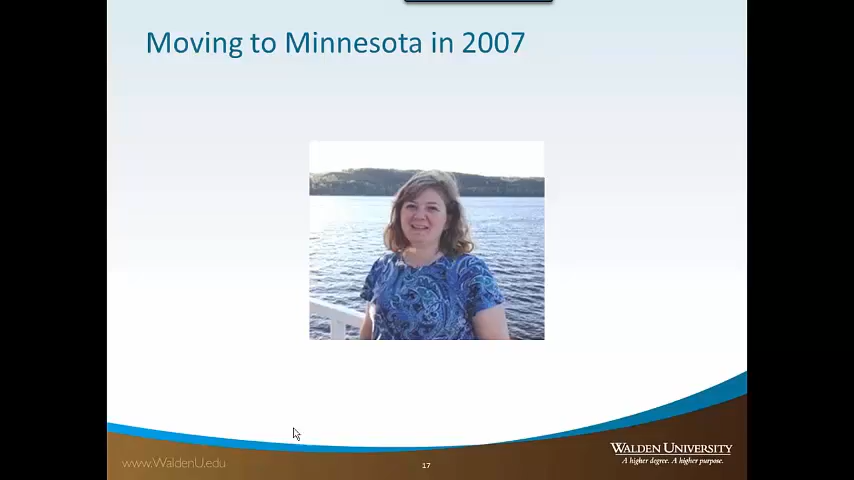 Moving to Minnesota in 2007
www.WaldenU.edu
17
WALDEN UNIVERSITY
A higher degree. A higher purpose.